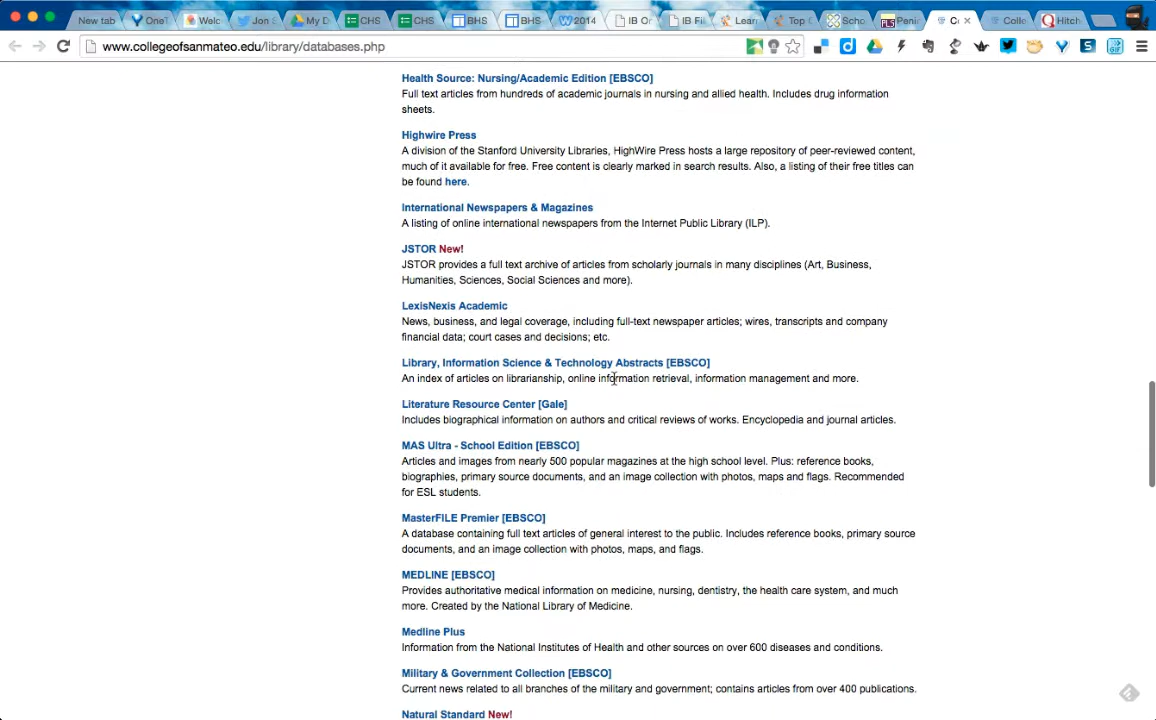 New tab OneT Welc Jon S My D CHS CHS BHS BHS 2014 IB Or IB Fil Learn Top C Scho Penin Co Colle Hitch
www.collegeofsanmateo.edu/library/databases.php
Health Source: Nursing/Academic Edition [EBSCO]
Full text articles from hundreds of academic journals in nursing and allied health. Includes drug information
sheets.
Highwire Press
A division of the Stanford University Libraries, HighWire Press hosts a large repository of peer-reviewed content,
much of it available for free. Free content is clearly marked in search results. Also, a listing of their free titles can
be found here.
International Newspapers & Magazines
A listing of online international newspapers from the Internet Public Library (ILP).
JSTOR New!
JSTOR provides a full text archive of articles from scholarly journals in many disciplines (Art, Business,
Humanities, Sciences, Social Sciences and more).
LexisNexis Academic
News, business, and legal coverage, including full-text newspaper articles; wires, transcripts and company
financial data; court cases and decisions; etc.
Library, Information Science & Technology Abstracts [EBSCO]
An index of articles on librarianship, online information retrieval, information management and more.
Literature Resource Center [Gale]
Includes biographical information on authors and critical reviews of works. Encyclopedia and journal articles.
MAS Ultra - School Edition [EBSCO]
Articles and images from nearly 500 popular magazines at the high school level. Plus: reference books,
biographies, primary source documents, and an image collection with photos, maps and flags. Recommended
for ESL students.
MasterFILE Premier [EBSCO]
A database containing full text articles of general interest to the public. Includes reference books, primary source
documents, and an image collection with photos, maps, and flags.
MEDLINE [EBSCO]
Provides authoritative medical information on medicine, nursing, dentistry, the health care system, and much
more. Created by the National Library of Medicine.
Medline Plus
Information from the National Institutes of Health and other sources on over 600 diseases and conditions.
Military & Government Collection [EBSCO]
Current news related to all branches of the military and government; contains articles from over 400 publications.
Natural Standard New!